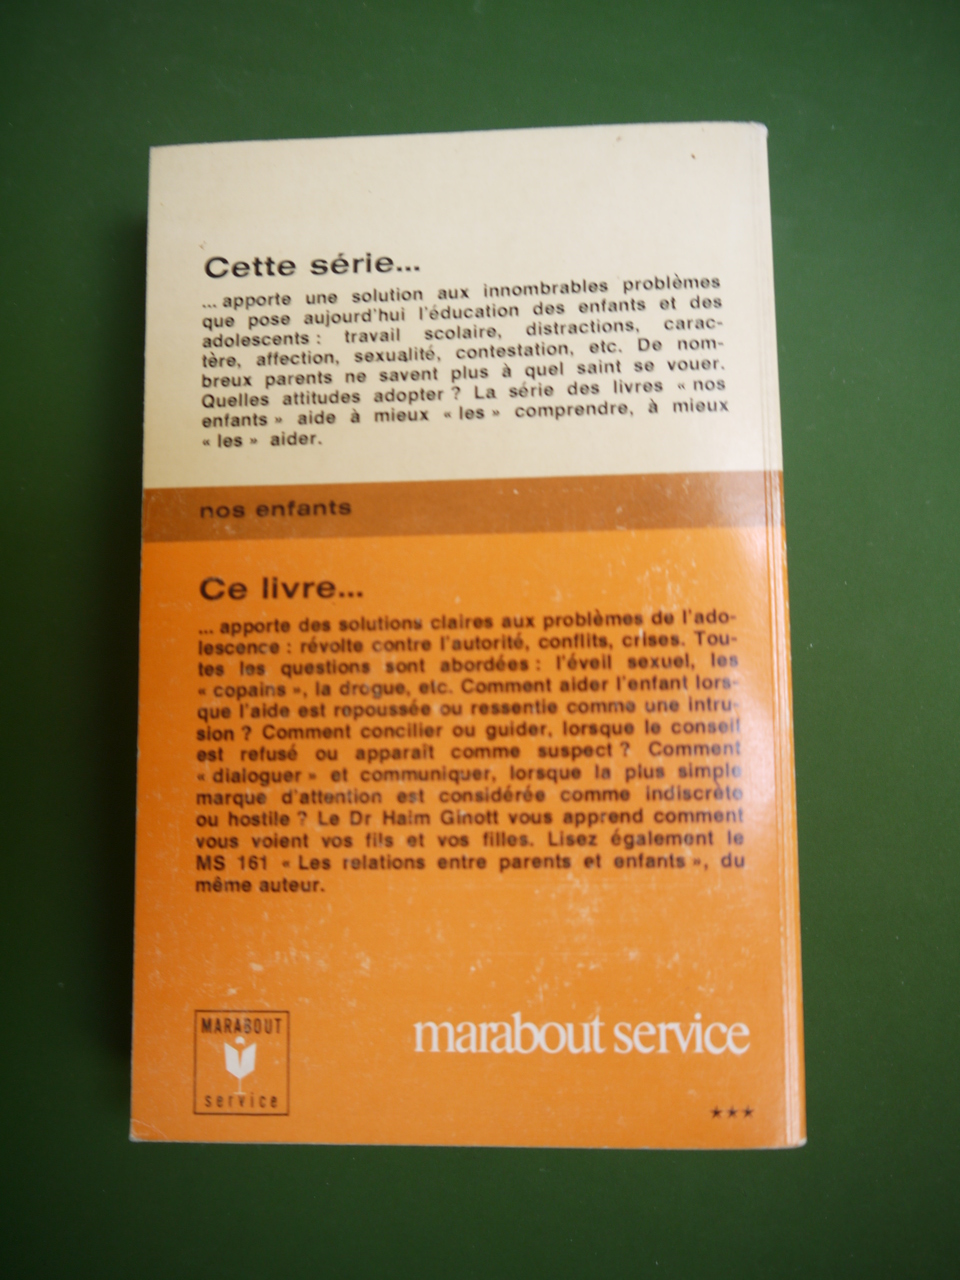 Cette série...
... apporte une solution aux innombrables problèmes
que pose aujourd'hui l'éducation des enfants et des
adolescents : travail scolaire, distractions, carac-
tère, affection, sexualité, contestation, etc. De nom-
breux parents ne savent plus à quel saint se vouer.
Quelles attitudes adopter ? La série des livres « nos
enfants » aide à mieux « les » comprendre, à mieux
« les » aider.
nos enfants
Ce livre...
... apporte des solutions claires aux problèmes de l'ado-
lescence : révolte contre l'autorité, conflits, crises. Tou-
tes les questions sont abordées : l'éveil sexuel, les
« copains », la drogue, etc. Comment aider l'enfant lors-
que l'aide est repoussée ou ressentie comme une intru-
sion ? Comment concilier ou guider, lorsque le conseil
est refusé ou apparaît comme suspect ? Comment
« dialoguer » et communiquer, lorsque la plus simple
marque d'attention est considérée comme indiscrète
ou hostile ? Le Dr Haim Ginott vous apprend comment
vous voient vos fils et vos filles. Lisez également le
MS 161 « Les relations entre parents et enfants », du
même auteur.
MARABOUT
service
marabout service
★★★